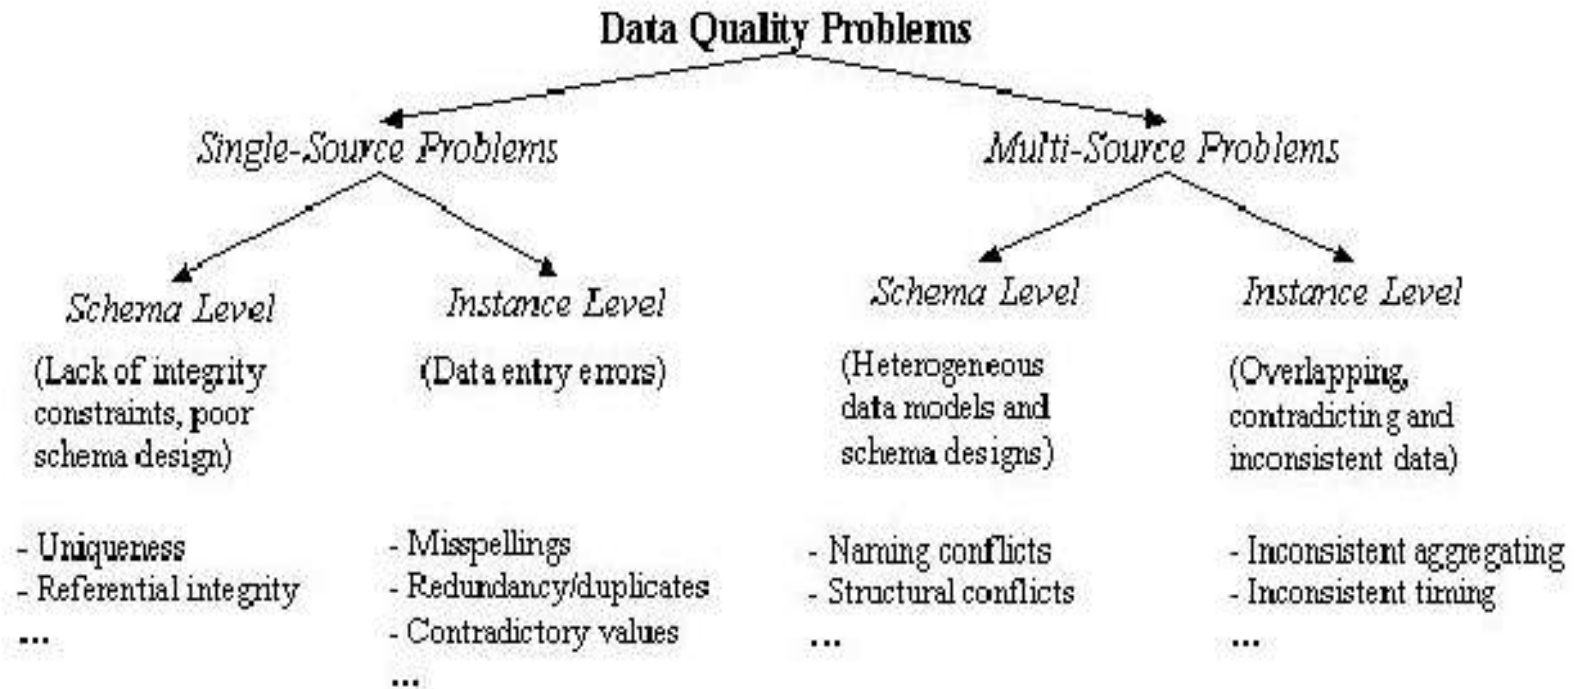 Data Quality Problems
Single-Source Problems
Multi-Source Problems
Schema Level
Instance Level
Schema Level
Instance Level
(Lack of integrity
constraints, poor
schema design)
(Data entry errors)
(Heterogeneous
data models and
schema designs)
(Overlapping,
contradicting and
inconsistent data)
- Uniqueness
- Referential integrity
...
- Misspellings
- Redundancy/duplicates
- Contradictory values
...
- Naming conflicts
- Structural conflicts
...
- Inconsistent aggregating
- Inconsistent timing
...